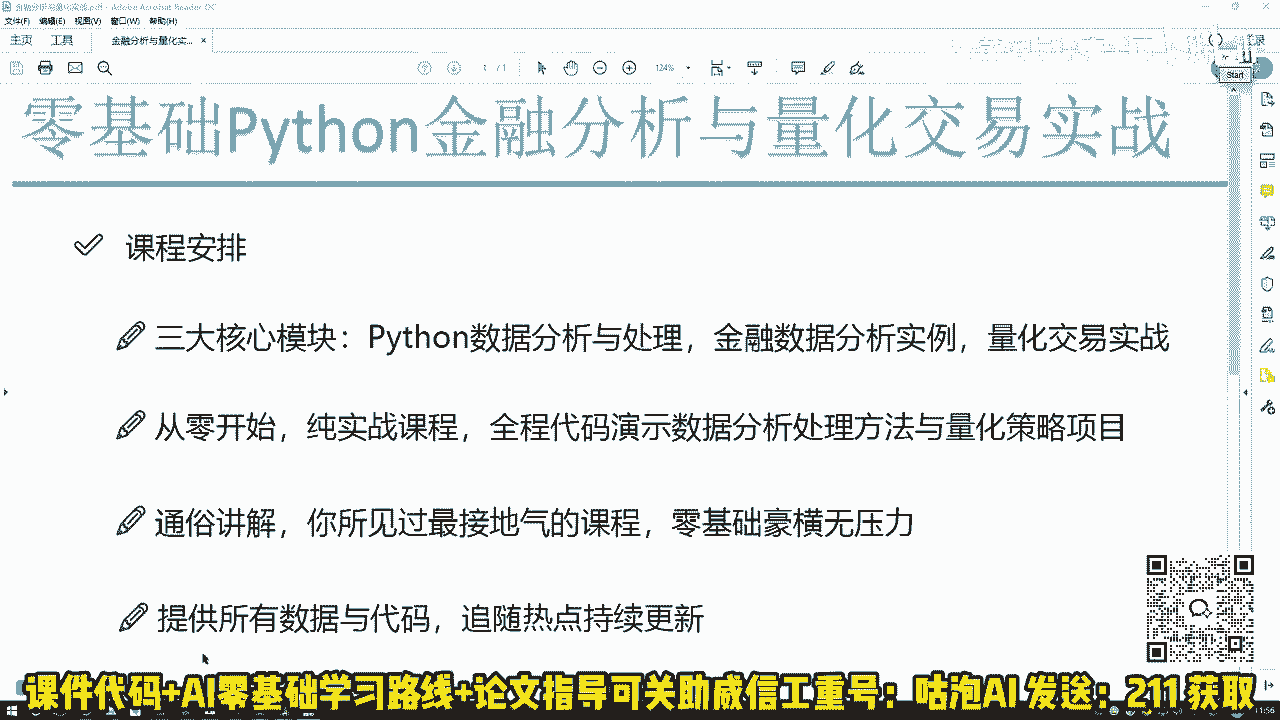 金融分析与量化实战.pdf - Adobe Acrobat Reader DC
文件(F) 编辑(E) 视图(V) 窗口(W) 帮助(H)
主页 工具 金融分析与量化实... ×
1 / 1 124%
Start
零基础Python金融分析与量化交易实战
课程安排
三大核心模块：Python数据分析与处理，金融数据分析实例，量化交易实战
从零开始，纯实战课程，全程代码演示数据分析处理方法与量化策略项目
通俗讲解，你所见过最接地气的课程，零基础豪横无压力
提供所有数据与代码，追随热点持续更新
课件代码+AI零基础学习路线+论文指导可关助威信工重号：咕泡AI 发送：211 获取
11:56